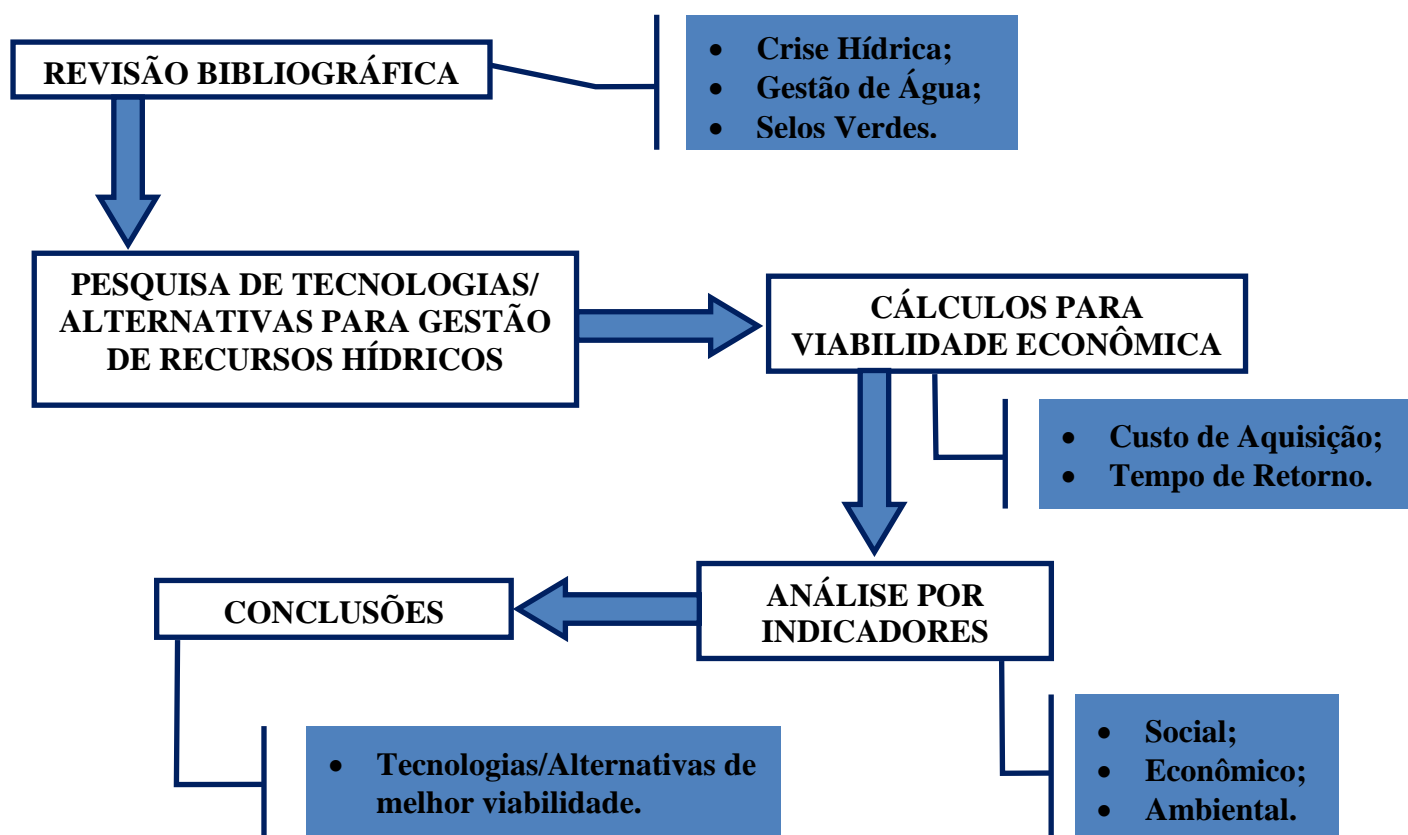 REVISÃO BIBLIOGRÁFICA
• Crise Hídrica;
• Gestão de Água;
• Selos Verdes.
PESQUISA DE TECNOLOGIAS/
ALTERNATIVAS PARA GESTÃO
DE RECURSOS HÍDRICOS
CÁLCULOS PARA
VIABILIDADE ECONÔMICA
• Custo de Aquisição;
• Tempo de Retorno.
ANÁLISE POR
INDICADORES
• Social;
• Econômico;
• Ambiental.
CONCLUSÕES
• Tecnologias/Alternativas de
melhor viabilidade.